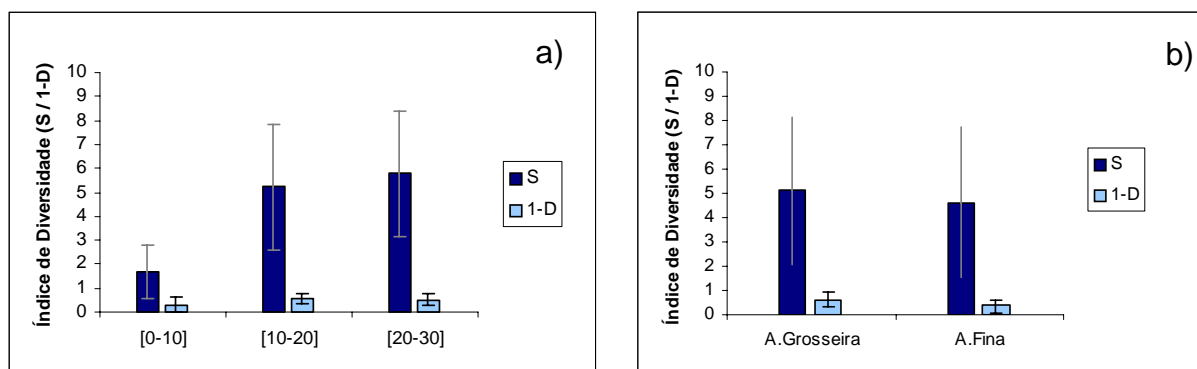 a)
Índice de Diversidade (S / 1-D)
10
9
8
7
6
5
4
3
2
1
0
[0-10]
[10-20]
[20-30]
S
1-D
b)
Índice de Diversidade (S / 1-D)
10
9
8
7
6
5
4
3
2
1
0
A.Grosseira
A.Fina
S
1-D